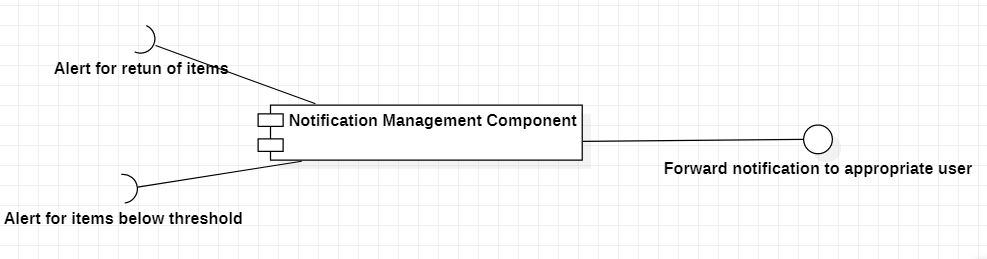 Alert for retun of items
Notification Management Component
Forward notification to appropriate user
Alert for items below threshold